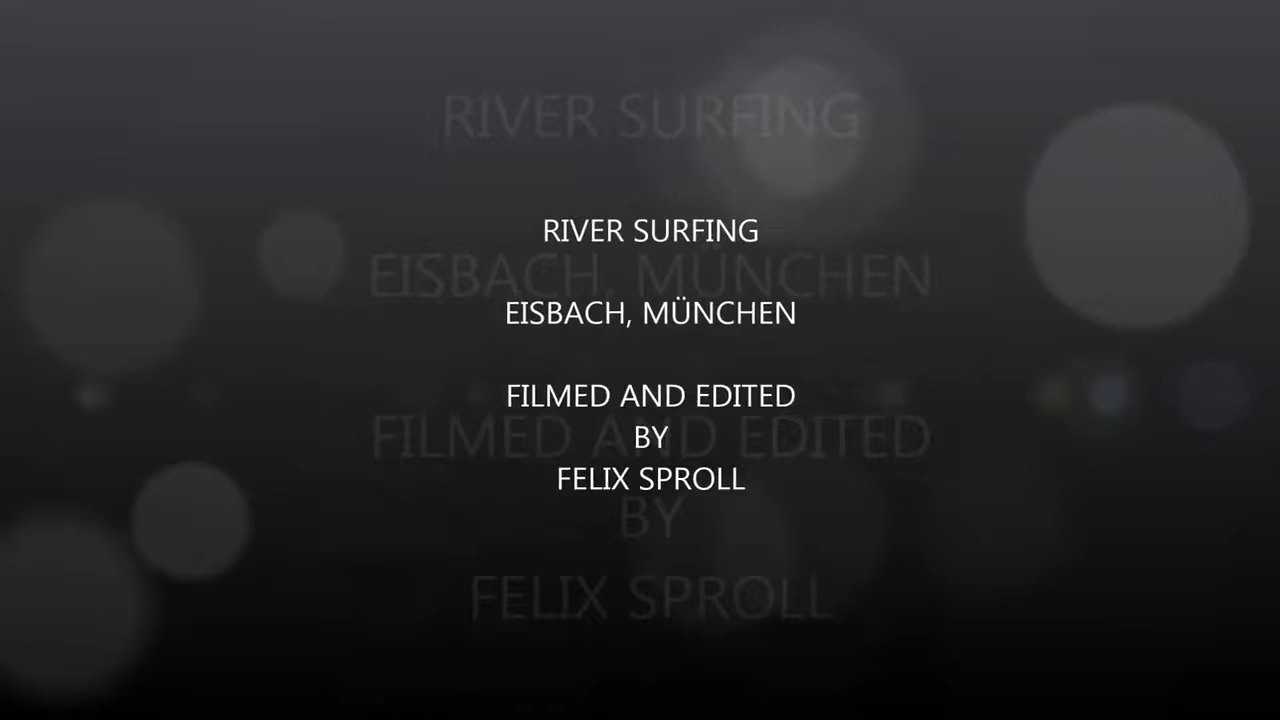 RIVER SURFING
EISBACH, MÜNCHEN
FILMED AND EDITED
BY
FELIX SPROLL